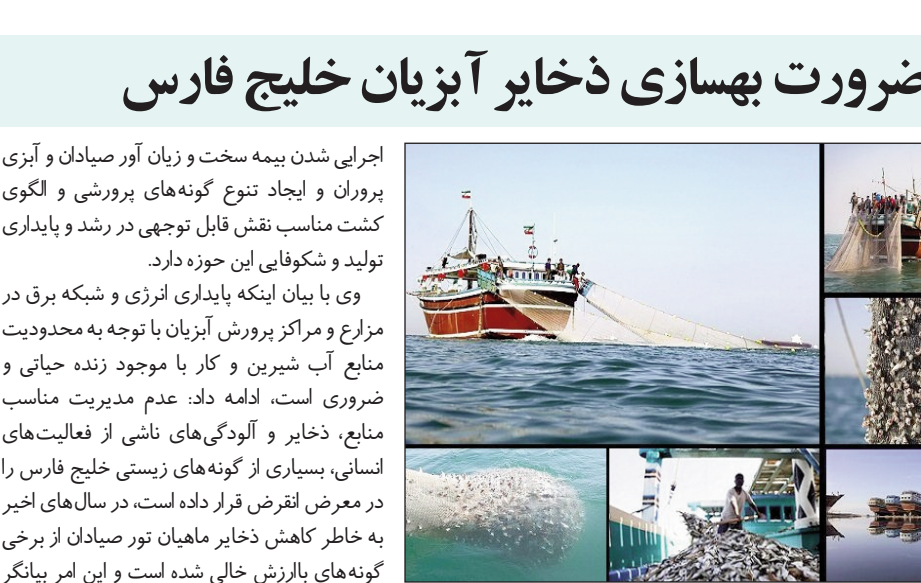 ضرورت بهسازی ذخایر آبزیان خلیج فارس
اجرایی شدن بیمه سخت و زیان آور صیادان و آبزی
پروران و ایجاد تنوع گونه‌های پرورشی و الگوی
کشت مناسب نقش قابل توجهی در رشد و پایداری
تولید و شکوفایی این حوزه دارد.
وی با بیان اینکه پایداری انرژی و شبکه برق در
مزارع و مراکز پرورش آبزیان با توجه به محدودیت
منابع آب شیرین و کار با موجود زنده حیاتی و
ضروری است، ادامه داد: عدم مدیریت مناسب
منابع، ذخایر و آلودگی‌های ناشی از فعالیت‌های
انسانی، بسیاری از گونه‌های زیستی خلیج فارس را
در معرض انقرض قرار داده است، در سال‌های اخیر
به خاطر کاهش ذخایر ماهیان تور صیادان از برخی
گونه‌های باارزش خالی شده است و این امر بیانگر